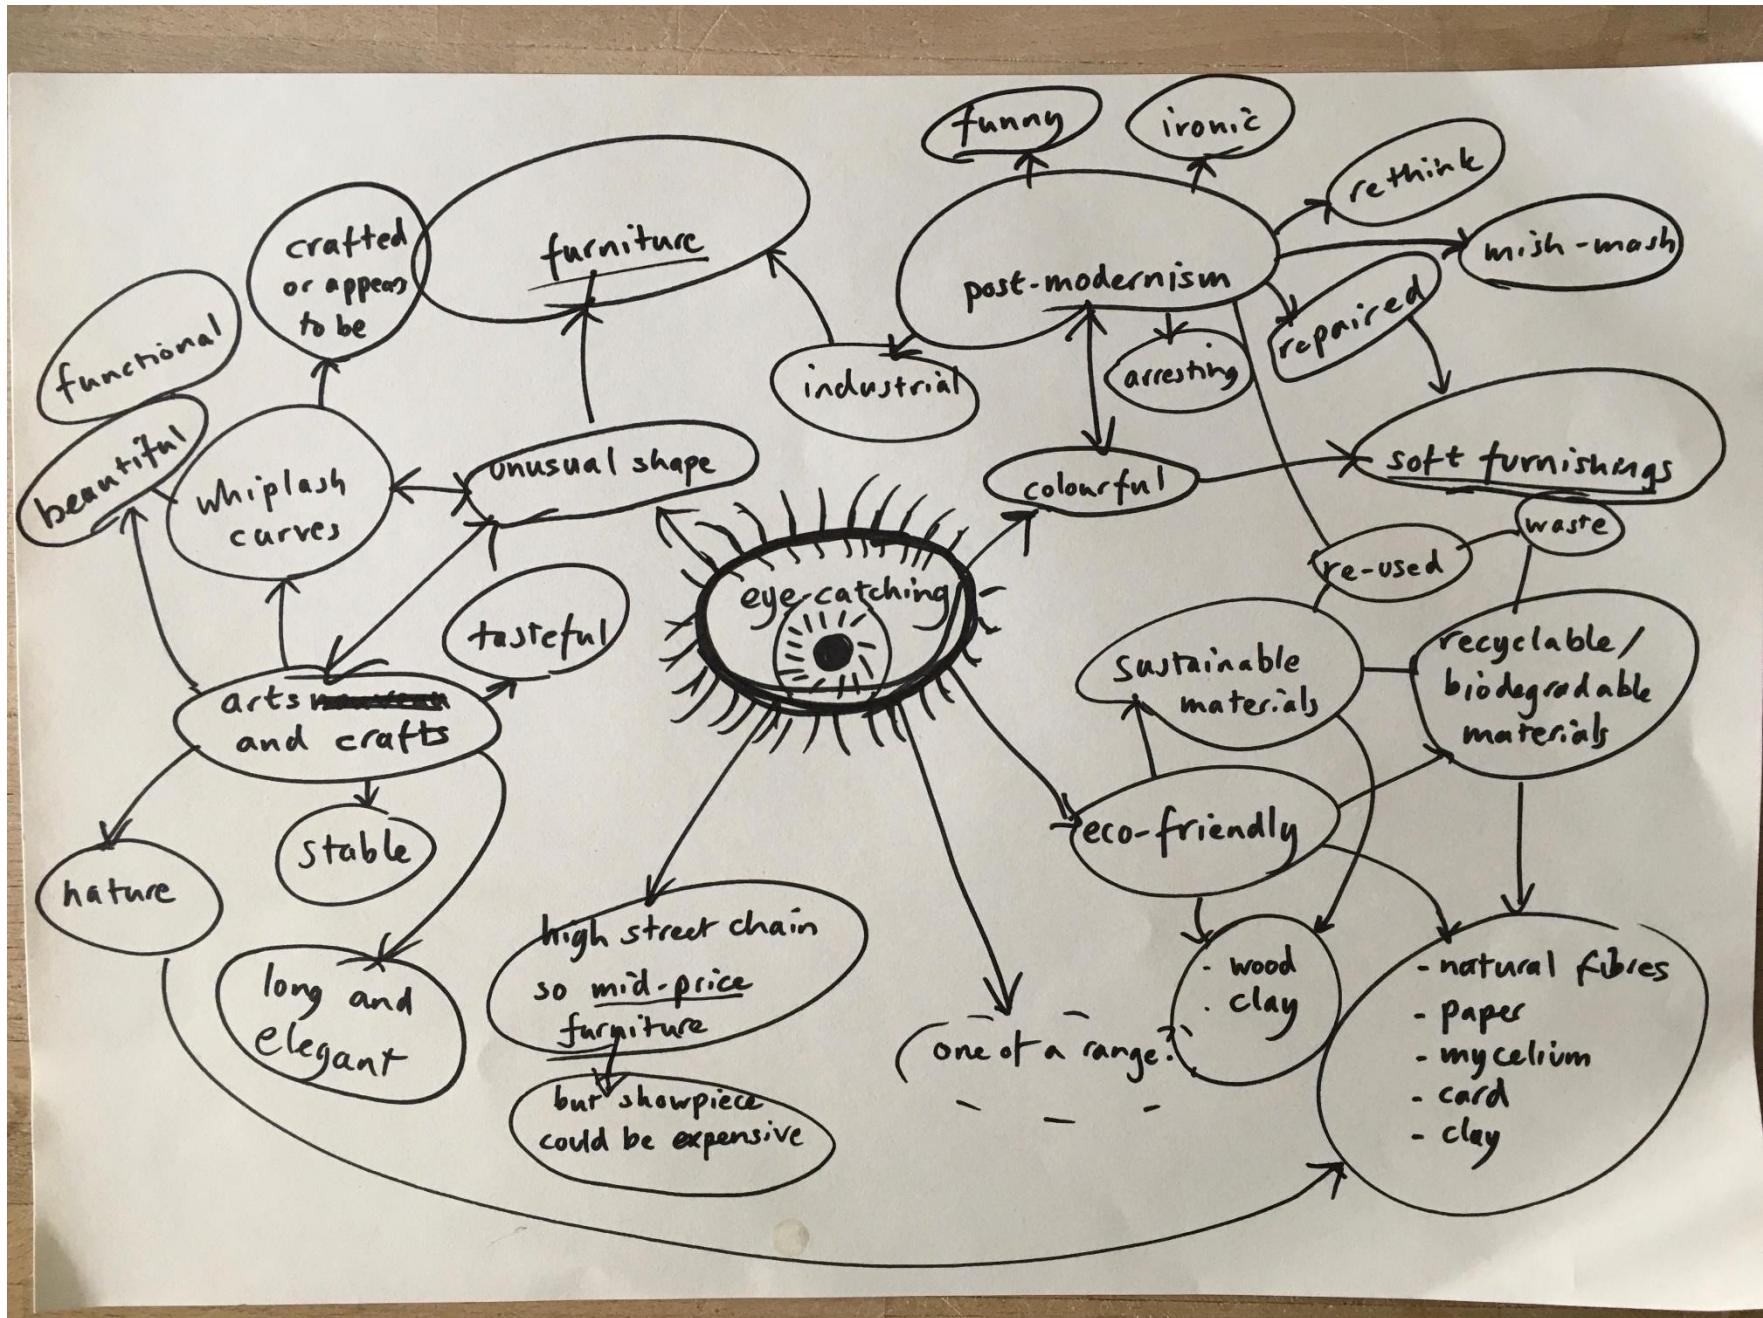 funny
ironic
rethink
mish-mash
crafted
or appears
to be
furniture
post-modernism
repaired
functional
industrial
arresting
beautiful
whiplash
curves
unusual shape
colourful
soft furnishings
waste
re-used
eye-catching
tasteful
sustainable
materials
recyclable/
biodegradable
materials
arts
and crafts
stable
nature
eco-friendly
long and
elegant
high street chain
so mid-price
furniture
but showpiece
could be expensive
one of a range?
- wood
- clay
- natural fibres
- paper
- mycelium
- card
- clay